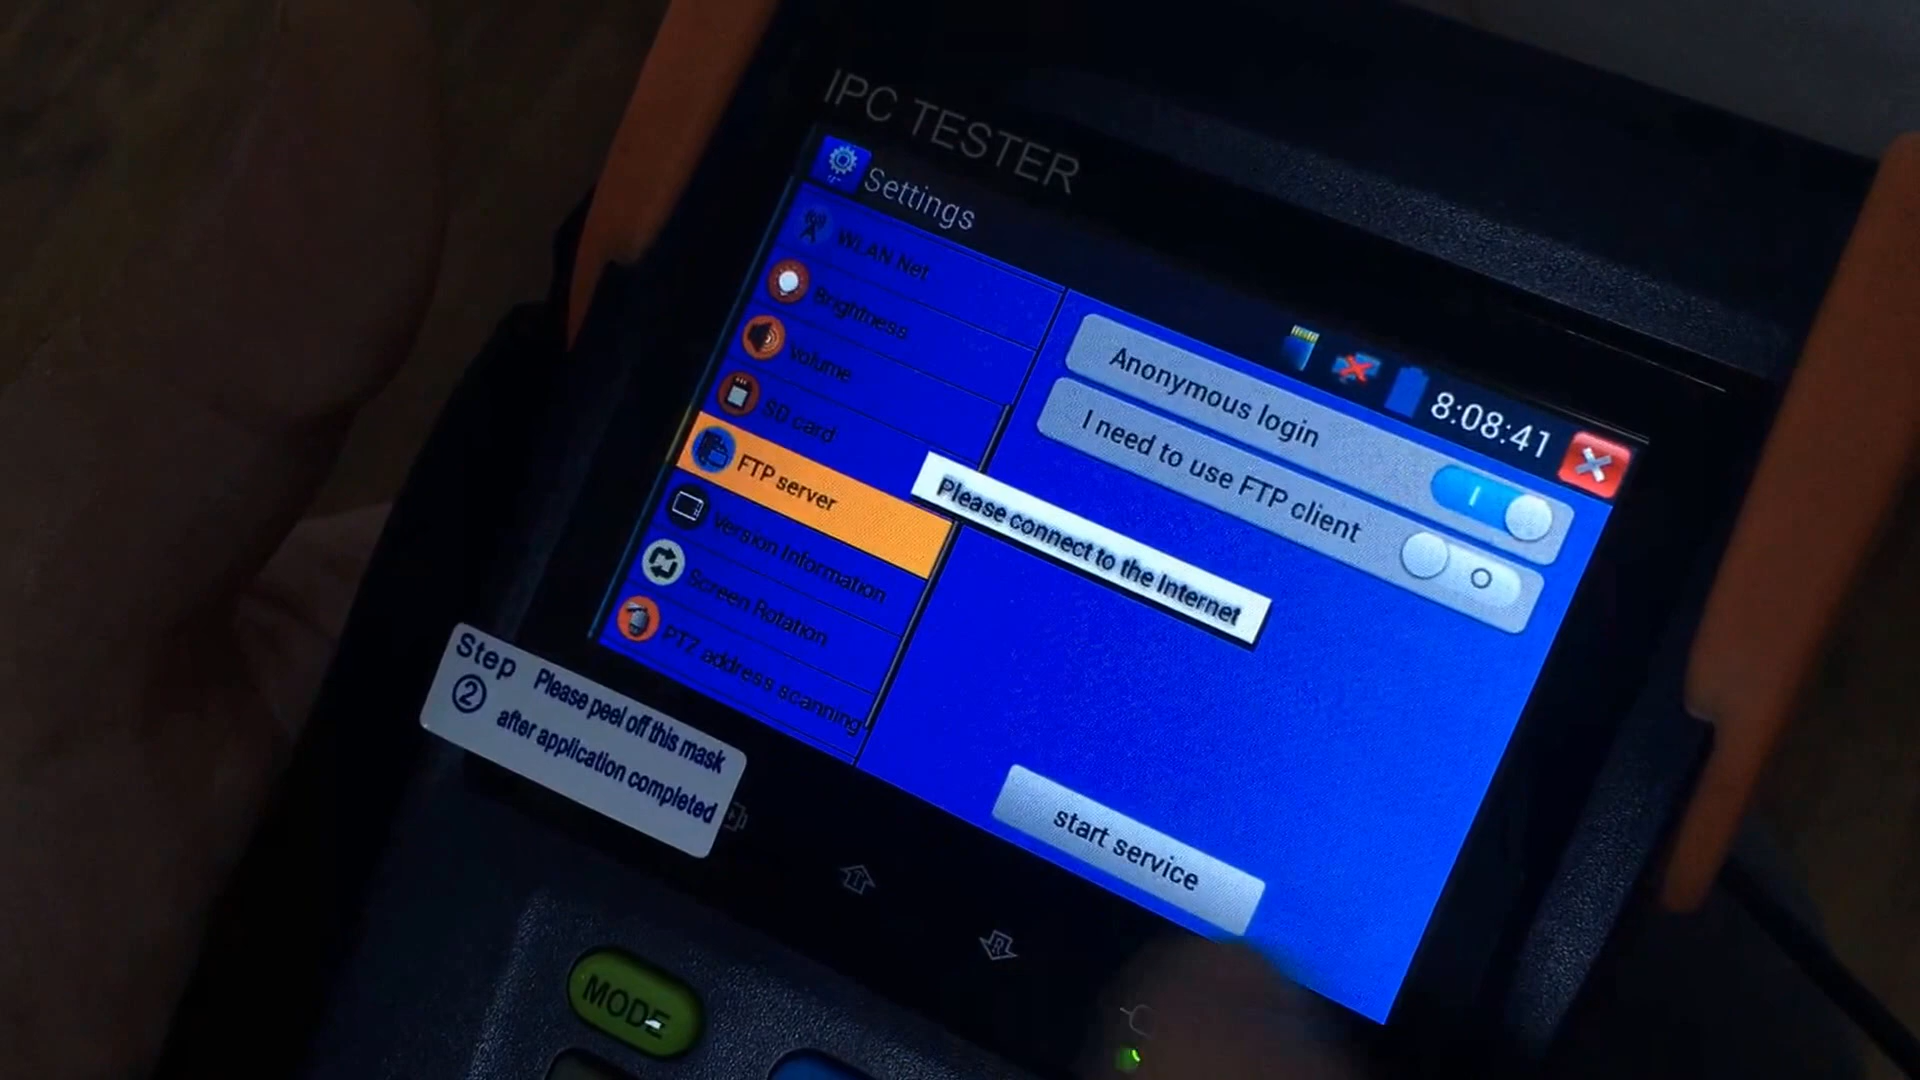 IPC TESTER
Settings
8:08:41
WLAN Net
Brightness
Volume
SD card
FTP server
Version Information
Screen Rotation
PTZ address scanning
Anonymous login
I need to use FTP client
Please connect to the Internet
start service
Step
② Please peel off this mask
after application completed
T
R
MODE